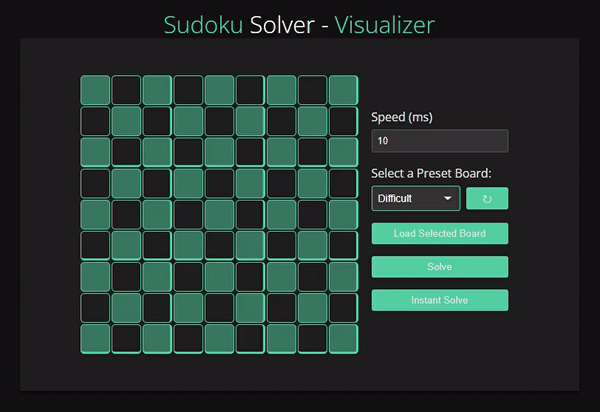 Sudoku Solver - Visualizer
Speed (ms)
10
Select a Preset Board:
Difficult
↻
Load Selected Board
Solve
Instant Solve